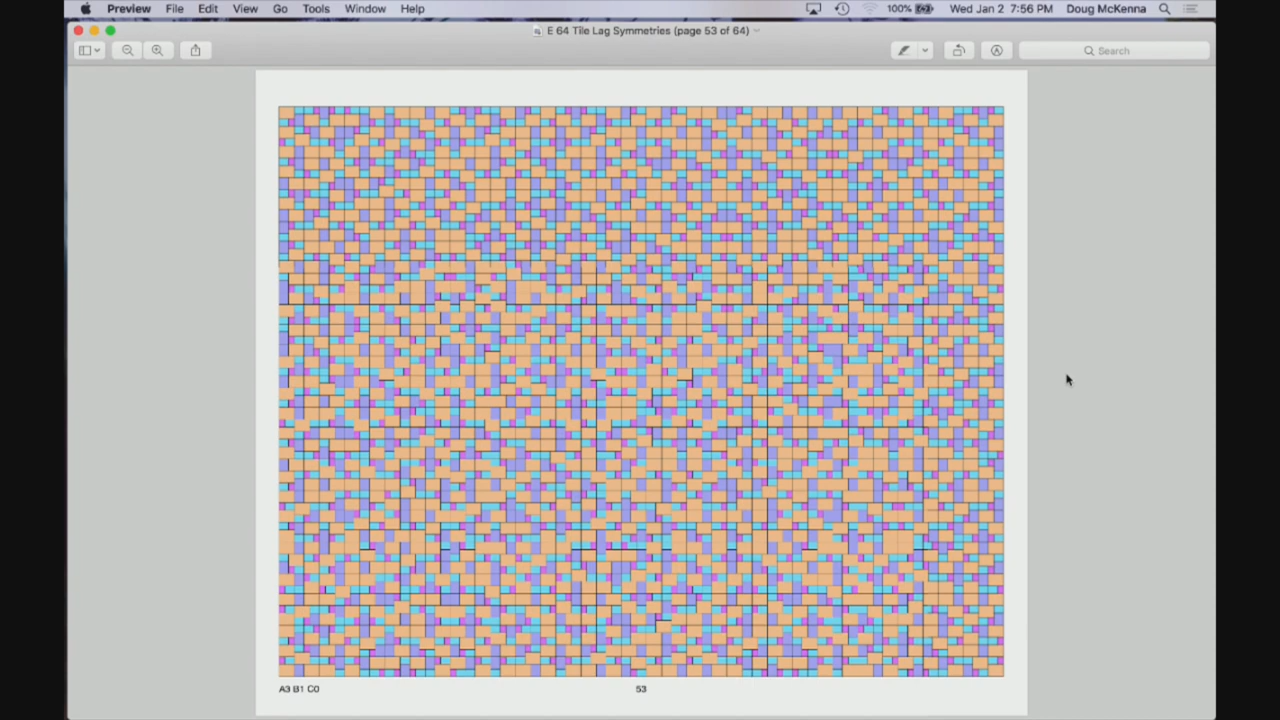 Preview File Edit View Go Tools Window Help 100% Wed Jan 2 7:56 PM Doug McKenna
E 64 Tile Lag Symmetries (page 53 of 64)
Search
A3 B1 C0
53